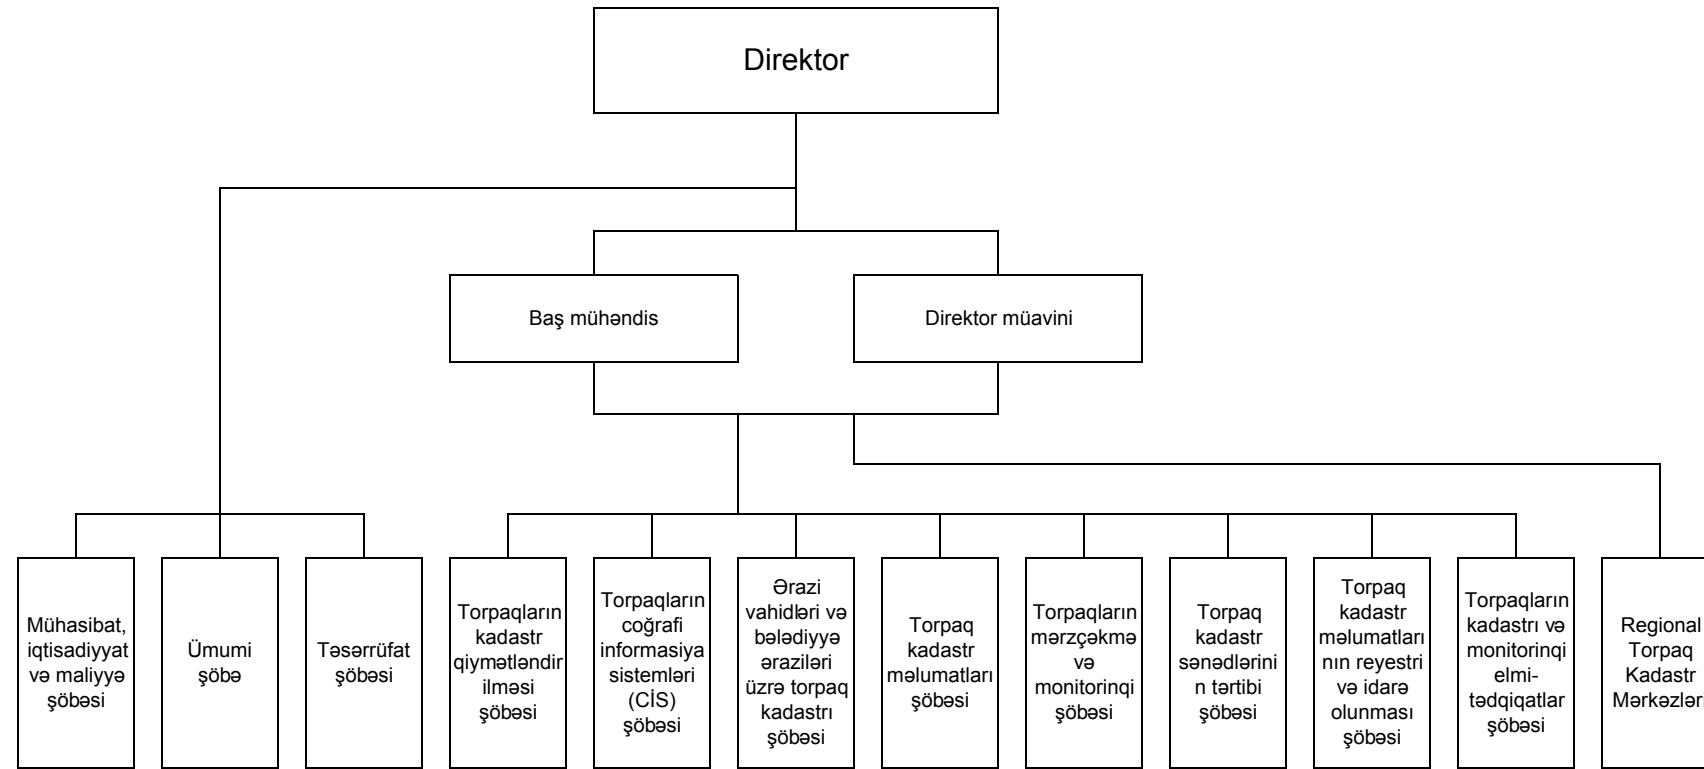 Direktor
Baş mühəndis
Direktor müavini
Mühasibat,
iqtisadiyyat
və maliyyə
şöbəsi
Ümumi
şöbə
Təsərrüfat
şöbəsi
Torpaqların
kadastr
qiymətləndir
ilməsi
şöbəsi
Torpaqların
coğrafi
informasiya
sistemləri
(CİS)
şöbəsi
Ərazi
vahidləri və
bələdiyyə
əraziləri
üzrə torpaq
kadastrı
şöbəsi
Torpaq
kadastr
məlumatları
şöbəsi
Torpaqların
mərzçəkmə
və
monitorinqi
şöbəsi
Torpaq
kadastr
sənədlərini
n tərtibi
şöbəsi
Torpaq
kadastr
məlumatları
nın reyestri
və idarə
olunması
şöbəsi
Torpaqların
kadastrı və
monitorinqi
elmi-
tədqiqatlar
şöbəsi
Regional
Torpaq
Kadastr
Mərkəzləri